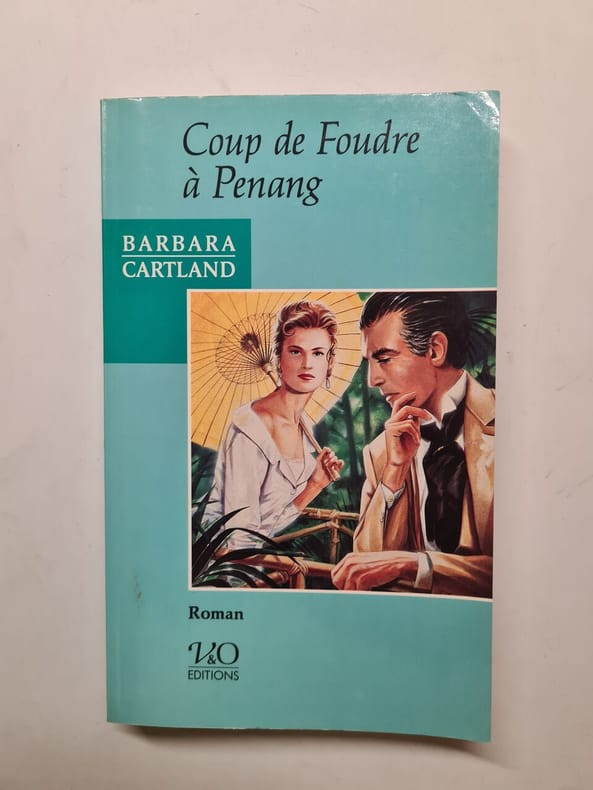 Coup de Foudre
à Penang
BARBARA
CARTLAND
Roman
V&O
EDITIONS